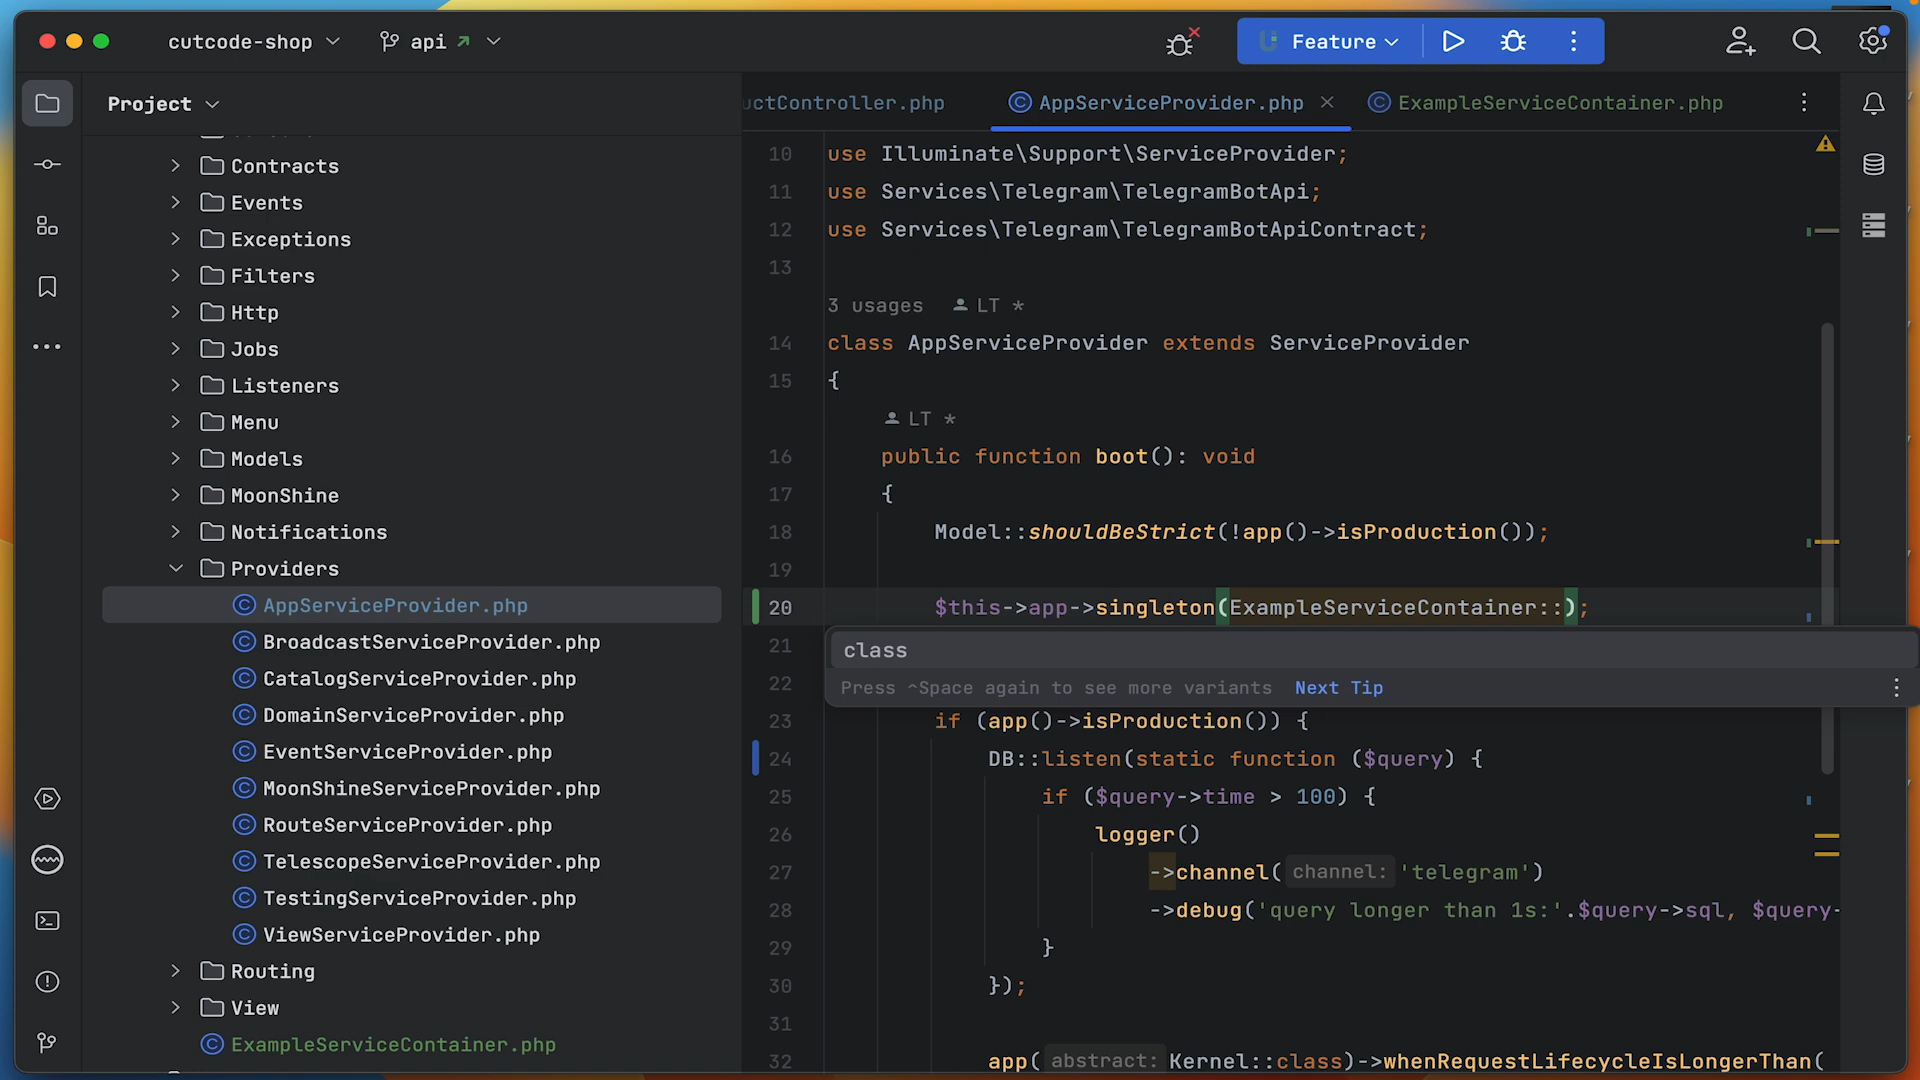 cutcode-shop
api
Feature
Project
Contracts
Events
Exceptions
Filters
Http
Jobs
Listeners
Menu
Models
MoonShine
Notifications
Providers
AppServiceProvider.php
BroadcastServiceProvider.php
CatalogServiceProvider.php
DomainServiceProvider.php
EventServiceProvider.php
MoonShineServiceProvider.php
RouteServiceProvider.php
TelescopeServiceProvider.php
TestingServiceProvider.php
ViewServiceProvider.php
Routing
View
ExampleServiceContainer.php
uctController.php
AppServiceProvider.php
ExampleServiceContainer.php
10 use Illuminate\Support\ServiceProvider;
11 use Services\Telegram\TelegramBotApi;
12 use Services\Telegram\TelegramBotApiContract;
13
3 usages LT *
14 class AppServiceProvider extends ServiceProvider
15 {
LT *
16 public function boot(): void
17 {
18 Model::shouldBeStrict(!app()->isProduction());
19
20 $this->app->singleton(ExampleServiceContainer::);
21
class
22
Press ^Space again to see more variants Next Tip
23 if (app()->isProduction()) {
24 DB::listen(static function ($query) {
25 if ($query->time > 100) {
26 logger()
27 ->channel( channel: 'telegram')
28 ->debug('query longer than 1s:'.$query->sql, $query-
29 }
30 });
31
32 app( abstract: Kernel::class)->whenRequestLifecycleIsLongerThan(